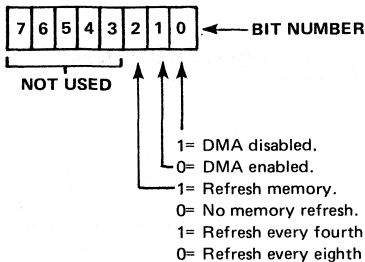 7 6 5 4 3 2 1 0 BIT NUMBER
NOT USED
1= DMA disabled.
0= DMA enabled.
1= Refresh memory.
0= No memory refresh.
1= Refresh every fourth
0= Refresh every eighth